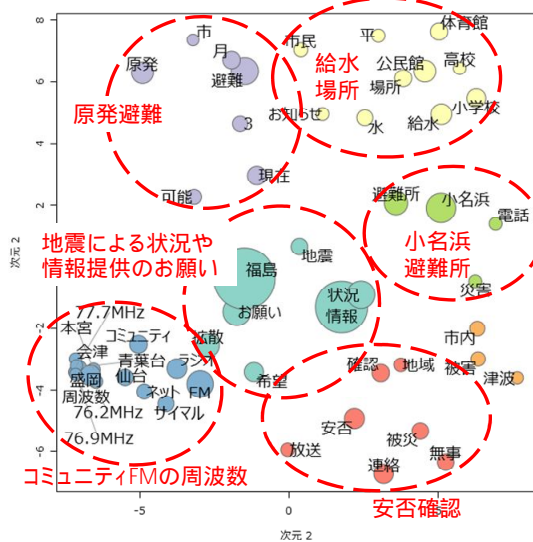 8
6
4
2
0
-2
-4
-6
次元 2
-5
0
5
次元 2
市
月
原発
避難
3
現在
可能
原発避難
市民
平
体育館
公民館
高校
場所
小学校
お知らせ
水
給水
給水
場所
避難所
小名浜
電話
災害
小名浜
避難所
地震による状況や
情報提供のお願い
地震
福島
お願い
状況
情報
拡散
希望
77.7MHz
本宮
コミュニティ
会津
青葉台
ラジオ
盛岡
仙台
周波数
ネット
FM
76.2MHz
サイマル
76.9MHz
コミュニティFMの周波数
市内
被害
津波
確認
地域
安否
被災
放送
連絡
無事
安否確認